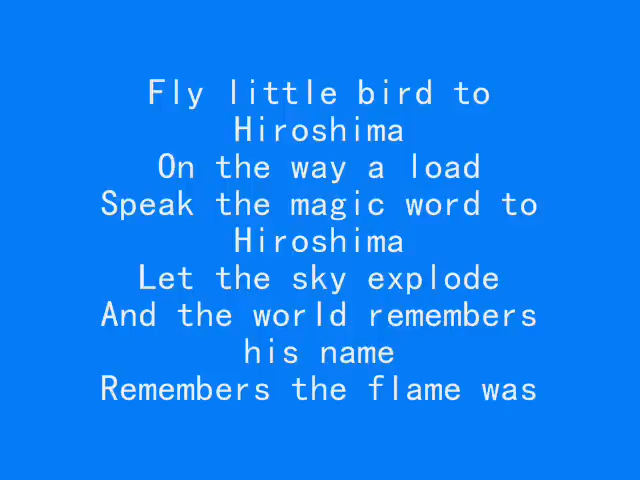 Fly little bird to
Hiroshima
On the way a load
Speak the magic word to
Hiroshima
Let the sky explode
And the world remembers
his name
Remembers the flame was